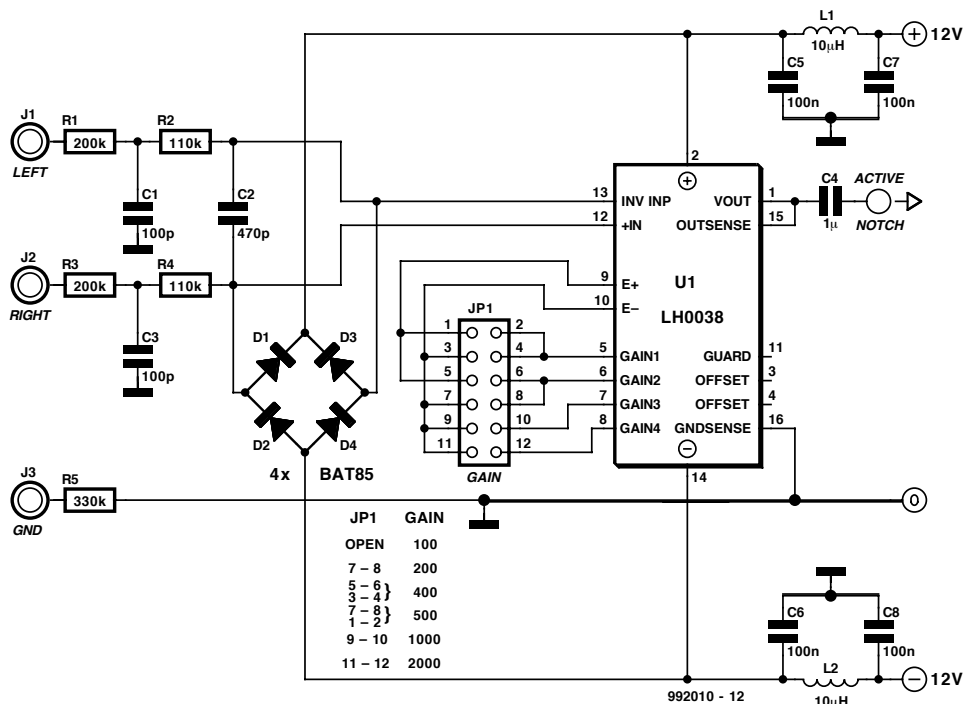 L1
10µH
12V
C5
100n
C7
100n
J1
LEFT
R1
200k
R2
110k
C1
100p
C2
470p
J2
RIGHT
R3
200k
R4
110k
C3
100p
D1
D3
D2
D4
4x BAT85
J3
GND
R5
330k
JP1
1 2
3 4
5 6
7 8
9 10
11 12
GAIN
2
13 INV INP
12 +IN
9 E+
10 E–
5 GAIN1
6 GAIN2
7 GAIN3
8 GAIN4
U1
LH0038
VOUT 1
OUTSENSE 15
GUARD 11
OFFSET 3
OFFSET 4
GNDSENSE 16
14
C4
1µ
ACTIVE
NOTCH
0
JP1 GAIN
OPEN 100
7 – 8 200
5 – 6
3 – 4 } 400
7 – 8
1 – 2 } 500
9 – 10 1000
11 – 12 2000
C6
100n
C8
100n
L2
10µH
12V
992010 - 12